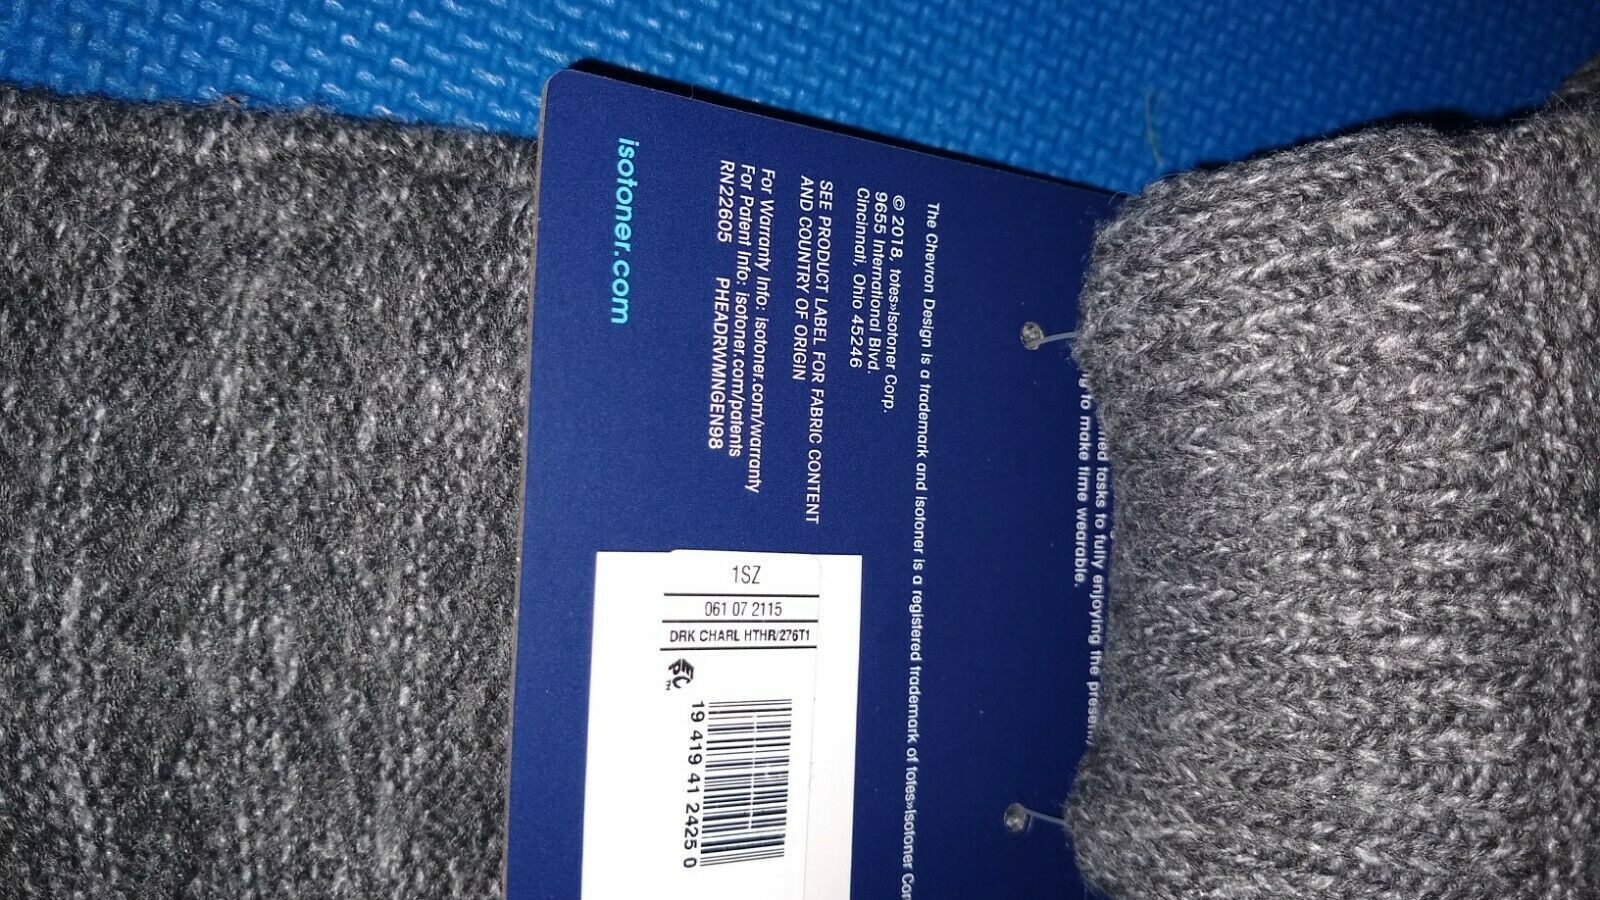 ied tasks to fully enjoying the
to make time wearable.
The Chevron Design is a trademark and isotoner is a registered trademark of totes»Isotoner
© 2018, totes»Isotoner Corp.
9655 International Blvd.
Cincinnati, Ohio 45246
SEE PRODUCT LABEL FOR FABRIC CONTENT
AND COUNTRY OF ORIGIN
For Warranty Info: isotoner.com/warranty
For Patent Info: isotoner.com/patents
RN22605 PHEADRWMNGEN98
isotoner.com
1SZ
061 07 2115
DRK CHARL HTHR/276T1
EPC™
19 419 41 2425 0